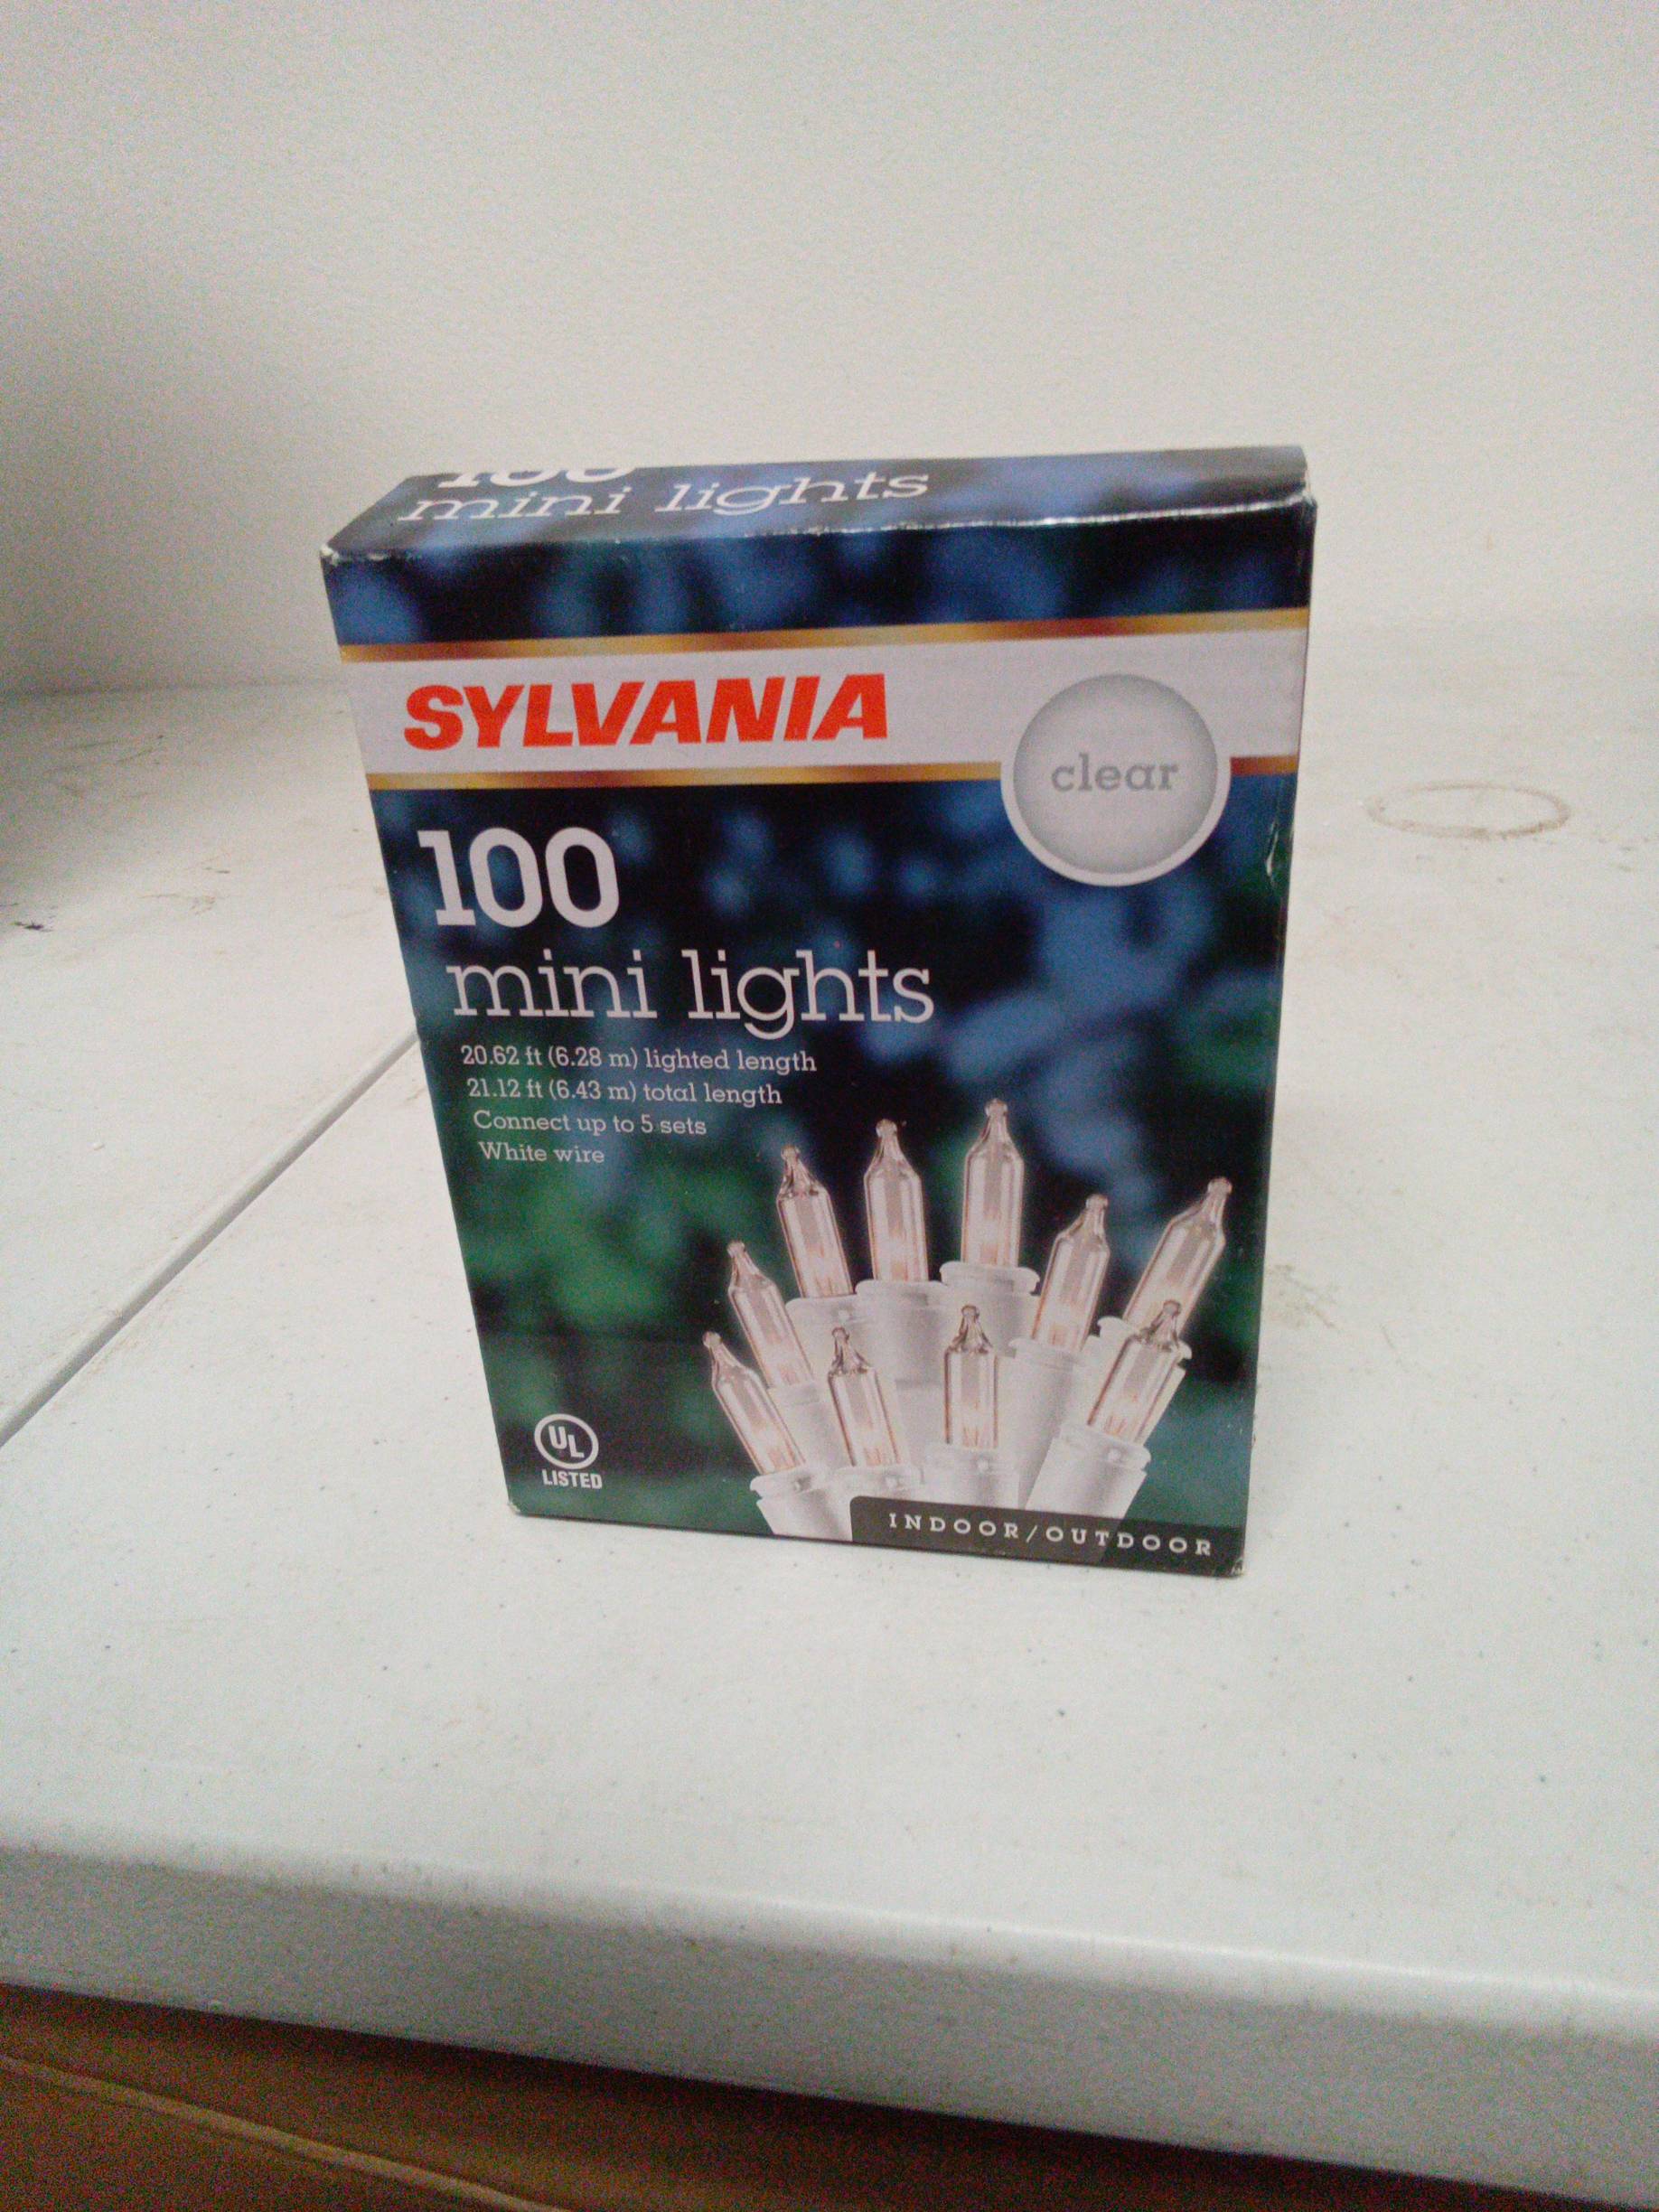 100
mini lights
SYLVANIA
clear
100
mini lights
20.62 ft (6.28 m) lighted length
21.12 ft (6.43 m) total length
Connect up to 5 sets
White wire
UL
LISTED
INDOOR/OUTDOOR